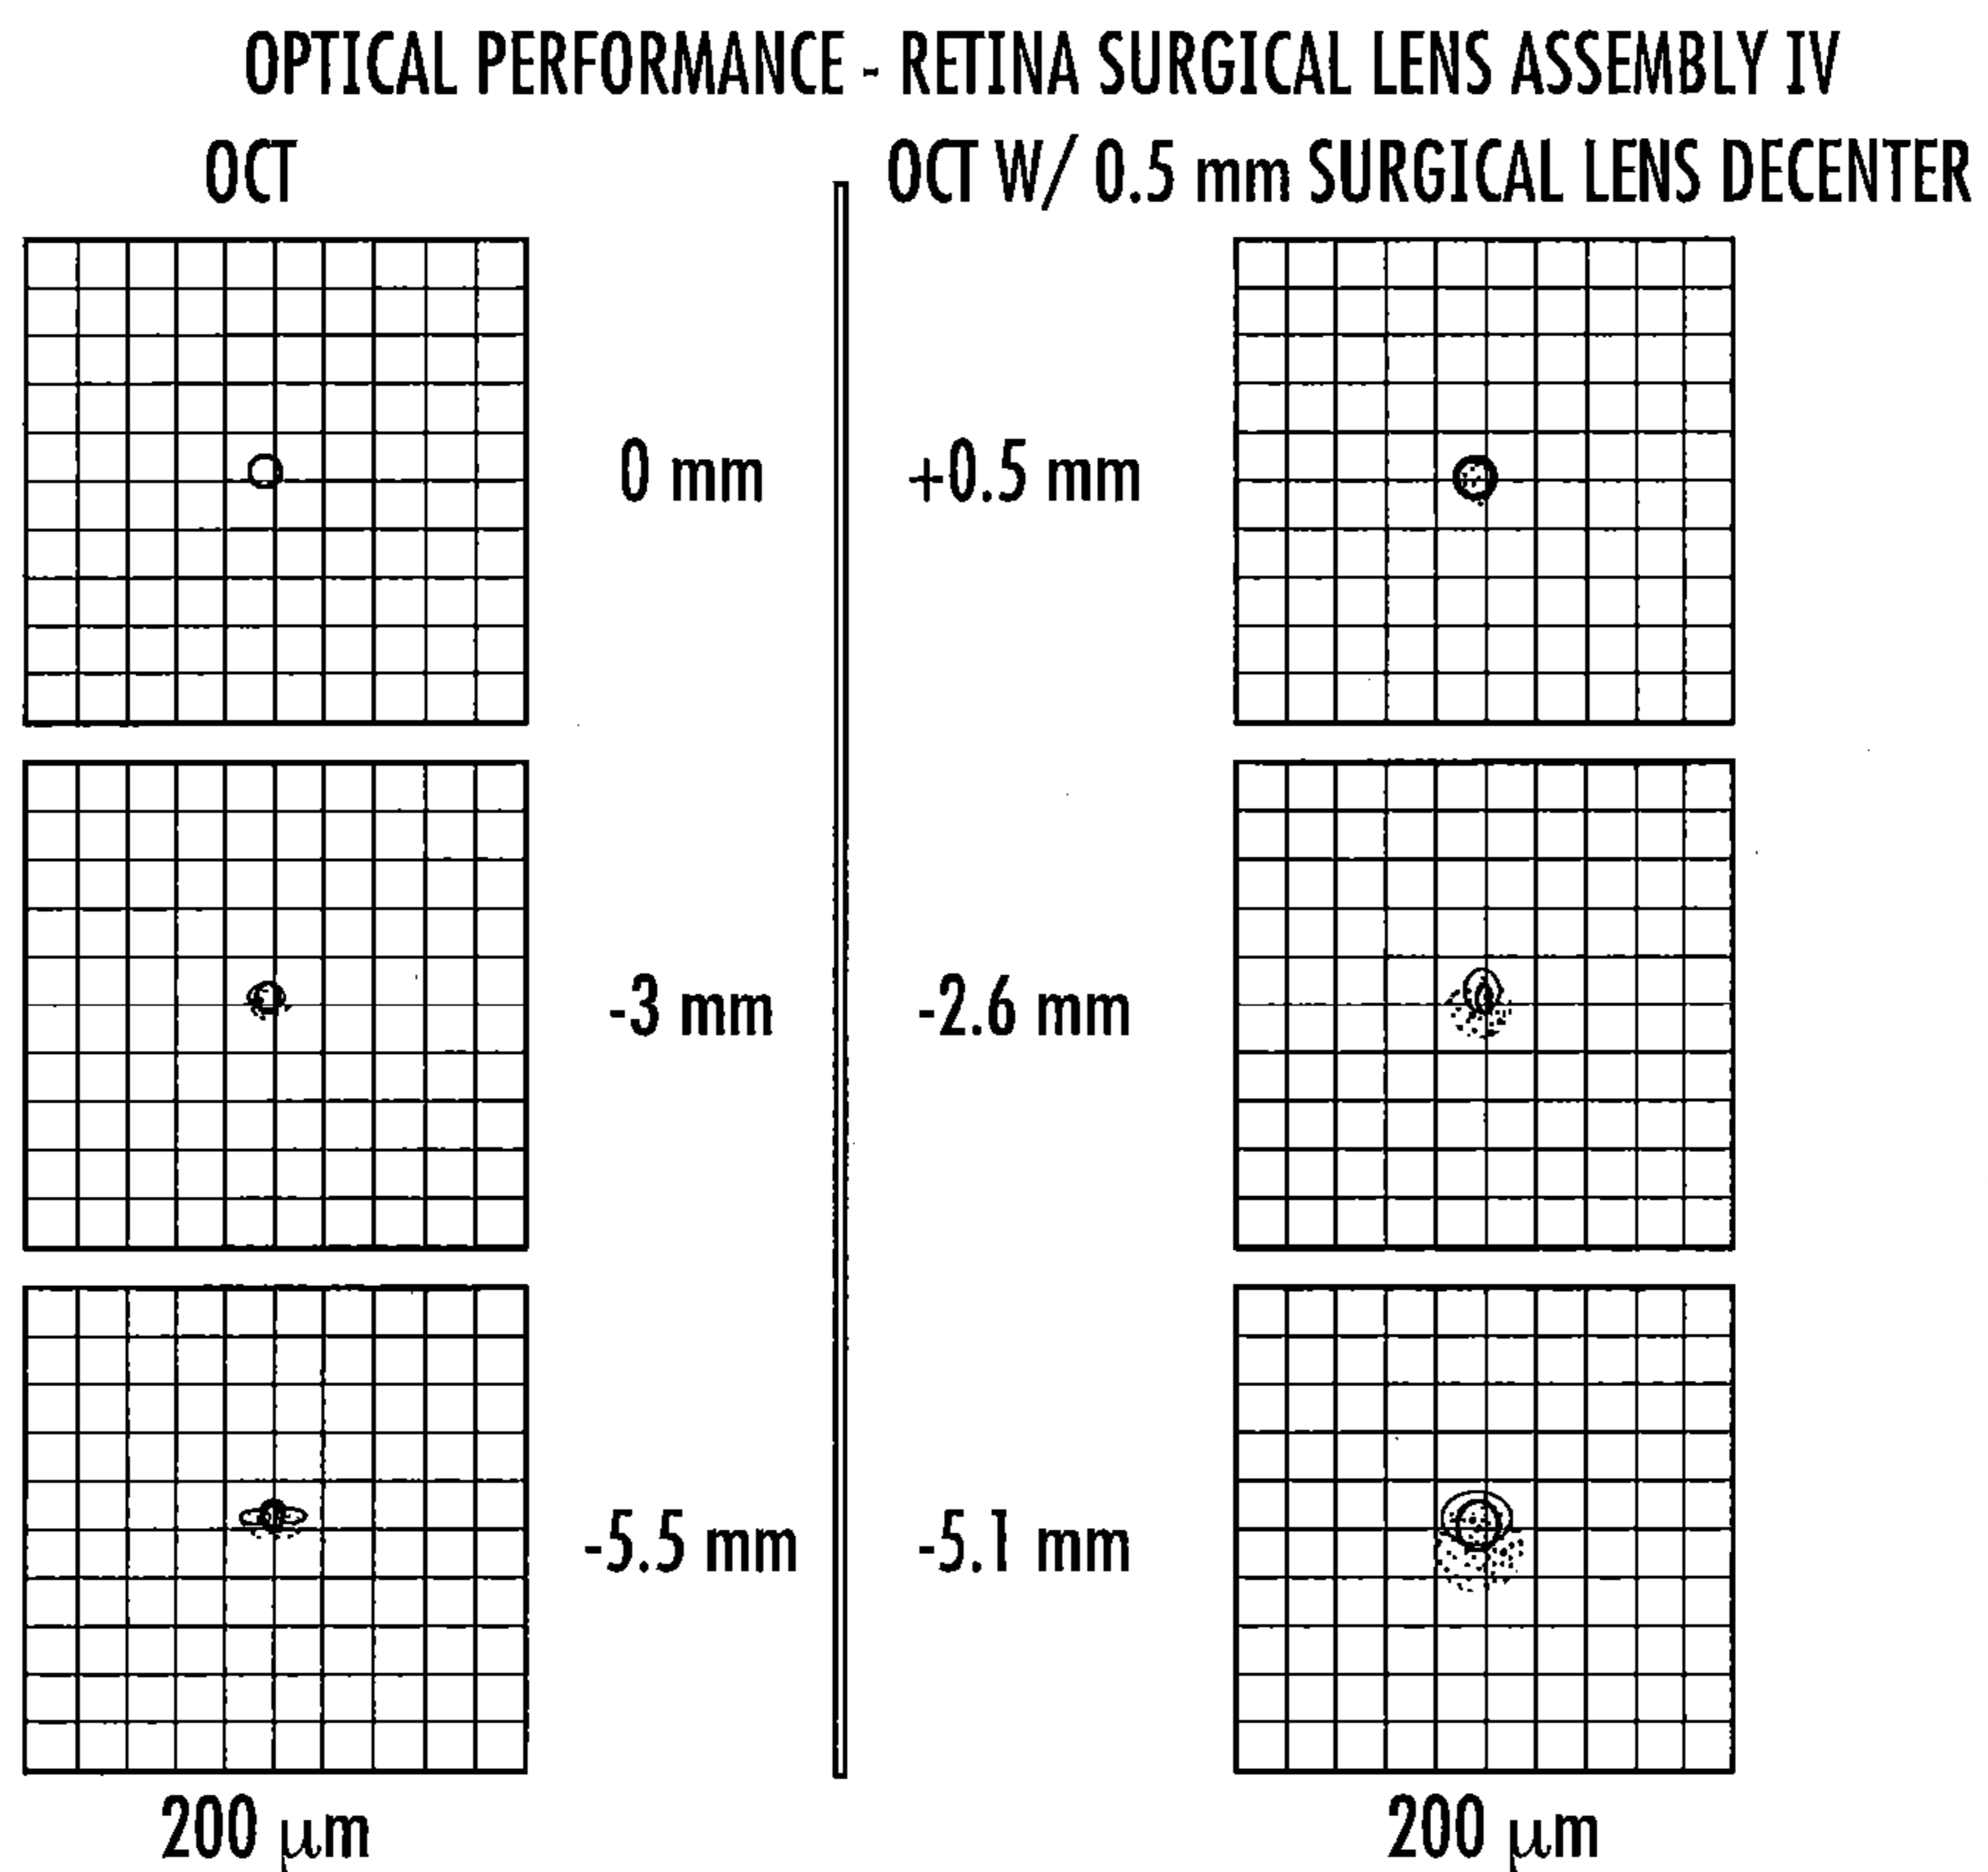 OPTICAL PERFORMANCE - RETINA SURGICAL LENS ASSEMBLY IV
OCT
OCT W/ 0.5 mm SURGICAL LENS DECENTER
0 mm
+0.5 mm
-3 mm
-2.6 mm
-5.5 mm
-5.1 mm
200 µm
200 µm